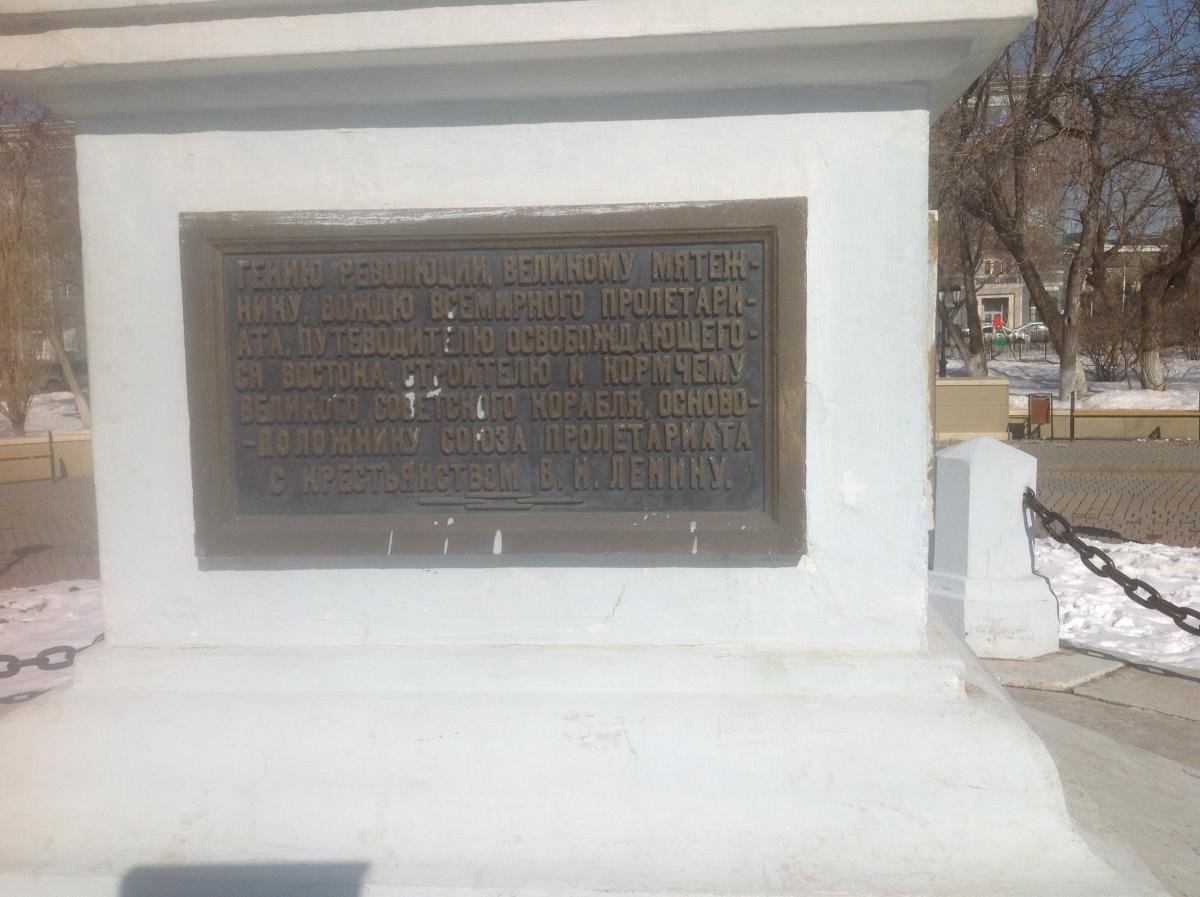 ГЕНИЮ РЕВОЛЮЦИИ, ВЕЛИКОМУ МЯТЕЖ-
НИКУ, ВОЖДЮ ВСЕМИРНОГО ПРОЛЕТАРИ-
АТА, ПУТЕВОДИТЕЛЮ ОСВОБОЖДАЮЩЕГО-
СЯ ВОСТОКА, СТРОИТЕЛЮ И КОРМЧЕМУ
ВЕЛИКОГО СОВЕТСКОГО КОРАБЛЯ, ОСНОВО-
-ПОЛОЖНИКУ СОЮЗА ПРОЛЕТАРИАТА
С КРЕСТЬЯНСТВОМ В. И. ЛЕНИНУ.